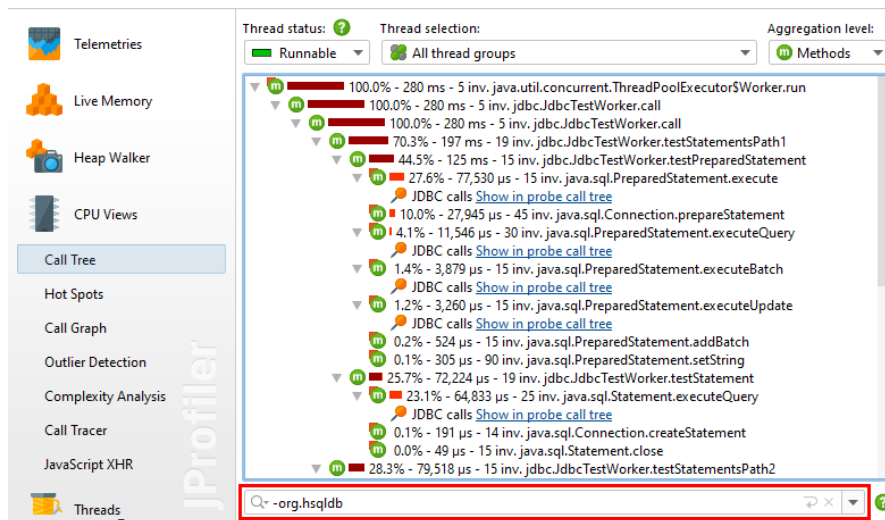 Thread status:
Thread selection:
Aggregation level:
Runnable
All thread groups
Methods
Telemetries
Live Memory
Heap Walker
CPU Views
Call Tree
Hot Spots
Call Graph
Outlier Detection
Complexity Analysis
Call Tracer
JavaScript XHR
Threads
JProfiler
100.0% - 280 ms - 5 inv. java.util.concurrent.ThreadPoolExecutor$Worker.run
100.0% - 280 ms - 5 inv. jdbc.JdbcTestWorker.call
100.0% - 280 ms - 5 inv. jdbc.JdbcTestWorker.call
70.3% - 197 ms - 19 inv. jdbc.JdbcTestWorker.testStatementsPath1
44.5% - 125 ms - 15 inv. jdbc.JdbcTestWorker.testPreparedStatement
27.6% - 77,530 µs - 15 inv. java.sql.PreparedStatement.execute
JDBC calls Show in probe call tree
10.0% - 27,945 µs - 45 inv. java.sql.Connection.prepareStatement
4.1% - 11,546 µs - 30 inv. java.sql.PreparedStatement.executeQuery
JDBC calls Show in probe call tree
1.4% - 3,879 µs - 15 inv. java.sql.PreparedStatement.executeBatch
JDBC calls Show in probe call tree
1.2% - 3,260 µs - 15 inv. java.sql.PreparedStatement.executeUpdate
JDBC calls Show in probe call tree
0.2% - 524 µs - 15 inv. java.sql.PreparedStatement.addBatch
0.1% - 305 µs - 90 inv. java.sql.PreparedStatement.setString
25.7% - 72,224 µs - 19 inv. jdbc.JdbcTestWorker.testStatement
23.1% - 64,833 µs - 25 inv. java.sql.Statement.executeQuery
JDBC calls Show in probe call tree
0.1% - 191 µs - 14 inv. java.sql.Connection.createStatement
0.0% - 49 µs - 15 inv. java.sql.Statement.close
28.3% - 79,518 µs - 15 inv. jdbc.JdbcTestWorker.testStatementsPath2
-org.hsqldb